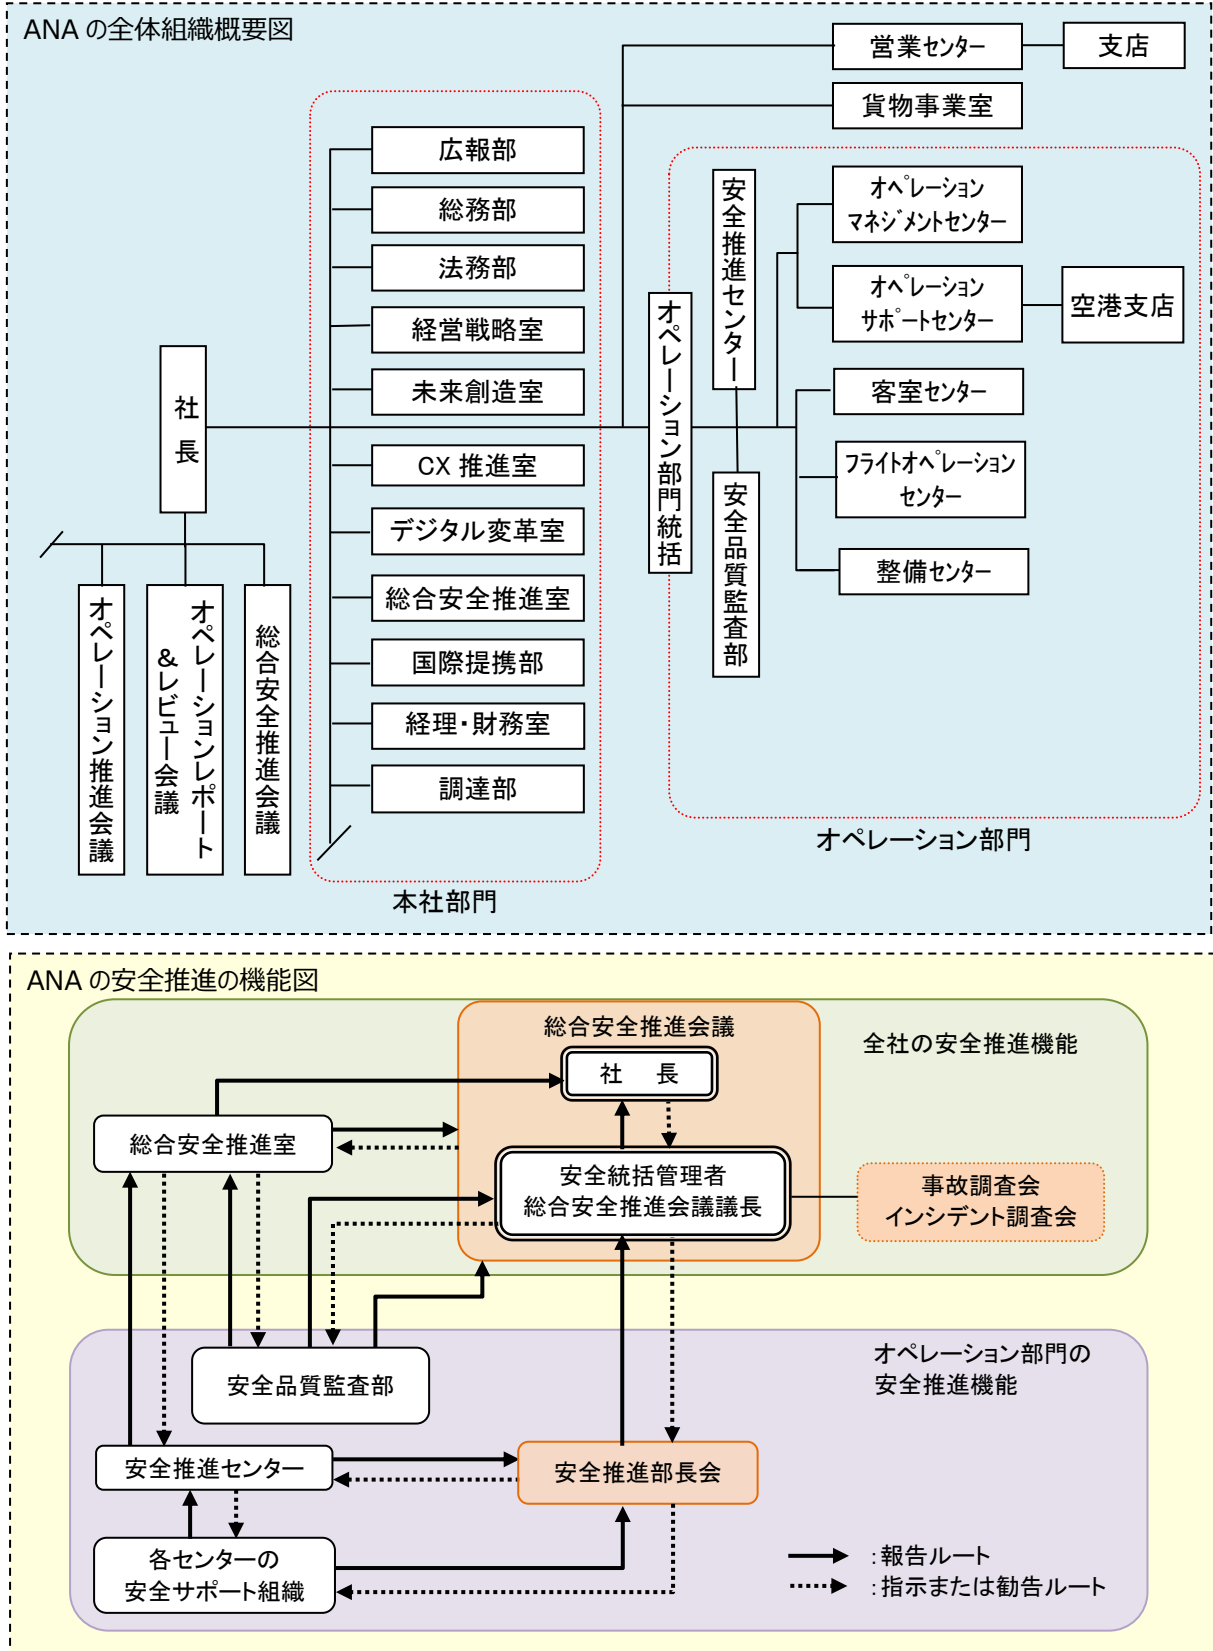 ANA の全体組織概要図
営業センター
支店
貨物事業室
広報部
総務部
法務部
経営戦略室
未来創造室
CX 推進室
デジタル変革室
総合安全推進室
国際提携部
経理・財務室
調達部
本社部門
社長
オペレーション推進会議
オペレーションレポート
&レビュー会議
総合安全推進会議
オペレーション部門統括
安全推進センター
安全品質監査部
オペレーション
マネジメントセンター
オペレーション
サポートセンター
空港支店
客室センター
フライトオペレーション
センター
整備センター
オペレーション部門
ANA の安全推進の機能図
総合安全推進会議
全社の安全推進機能
社 長
総合安全推進室
安全統括管理者
総合安全推進会議議長
事故調査会
インシデント調査会
オペレーション部門の
安全推進機能
安全品質監査部
安全推進センター
安全推進部長会
各センターの
安全サポート組織
：報告ルート
：指示または勧告ルート